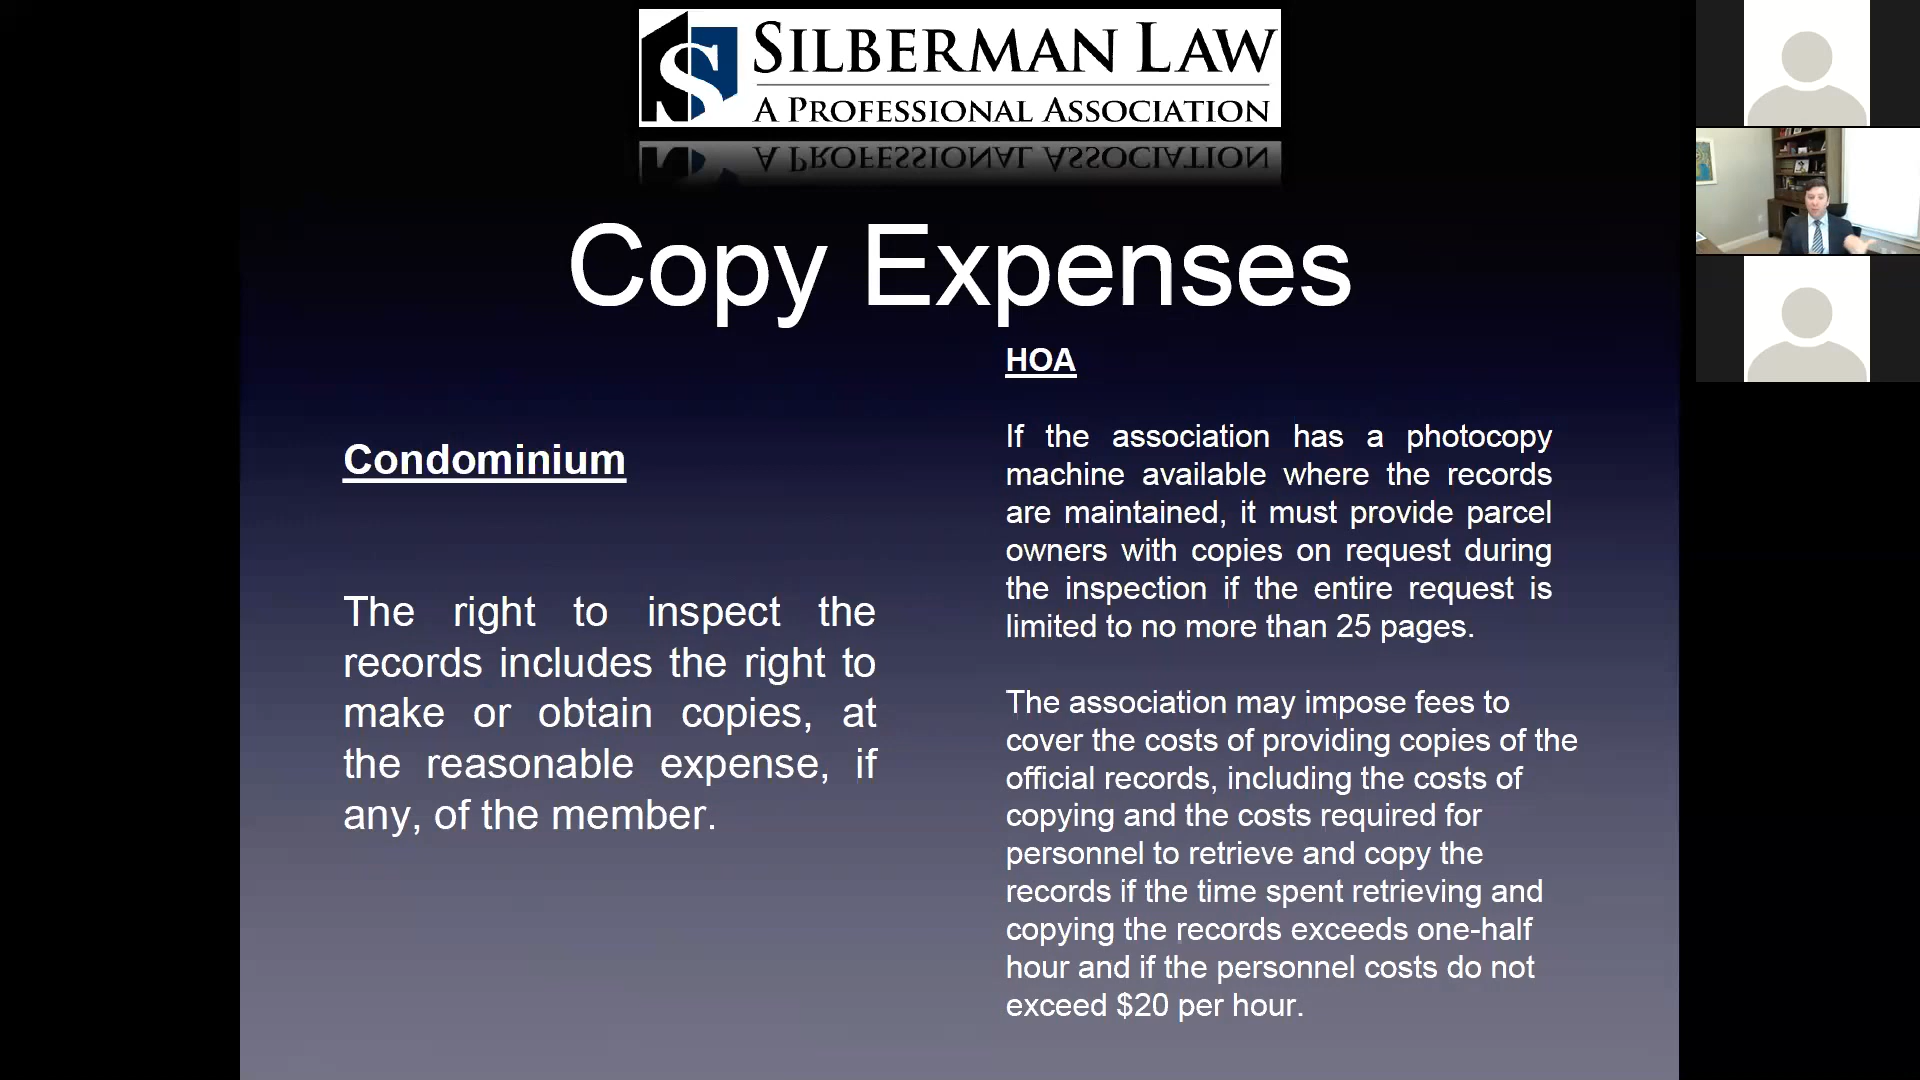 SILBERMAN LAW
A PROFESSIONAL ASSOCIATION
Copy Expenses
Condominium
The right to inspect the
records includes the right to
make or obtain copies, at
the reasonable expense, if
any, of the member.
HOA
If the association has a photocopy
machine available where the records
are maintained, it must provide parcel
owners with copies on request during
the inspection if the entire request is
limited to no more than 25 pages.
The association may impose fees to
cover the costs of providing copies of the
official records, including the costs of
copying and the costs required for
personnel to retrieve and copy the
records if the time spent retrieving and
copying the records exceeds one-half
hour and if the personnel costs do not
exceed $20 per hour.